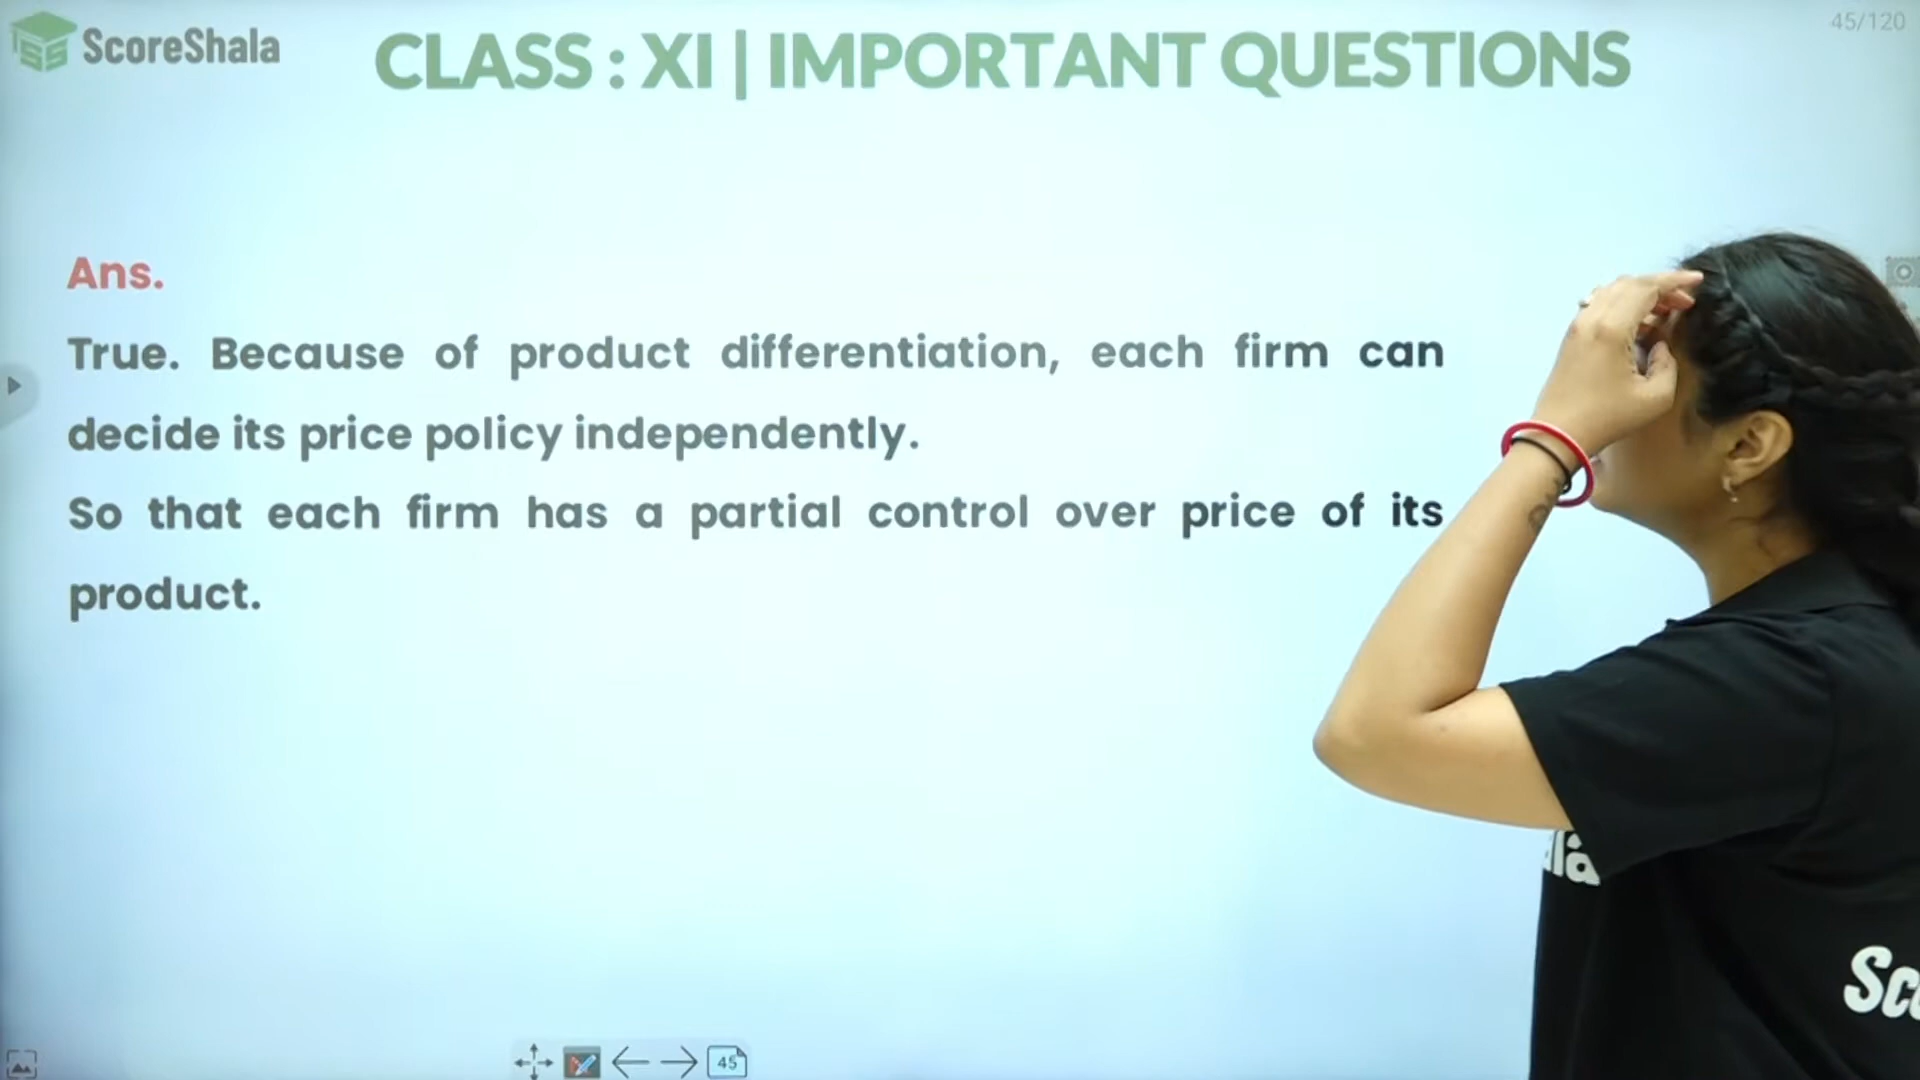 ScoreShala
CLASS : XI | IMPORTANT QUESTIONS
45/120
Ans.
True. Because of product differentiation, each firm can
decide its price policy independently.
So that each firm has a partial control over price of its
product.
45